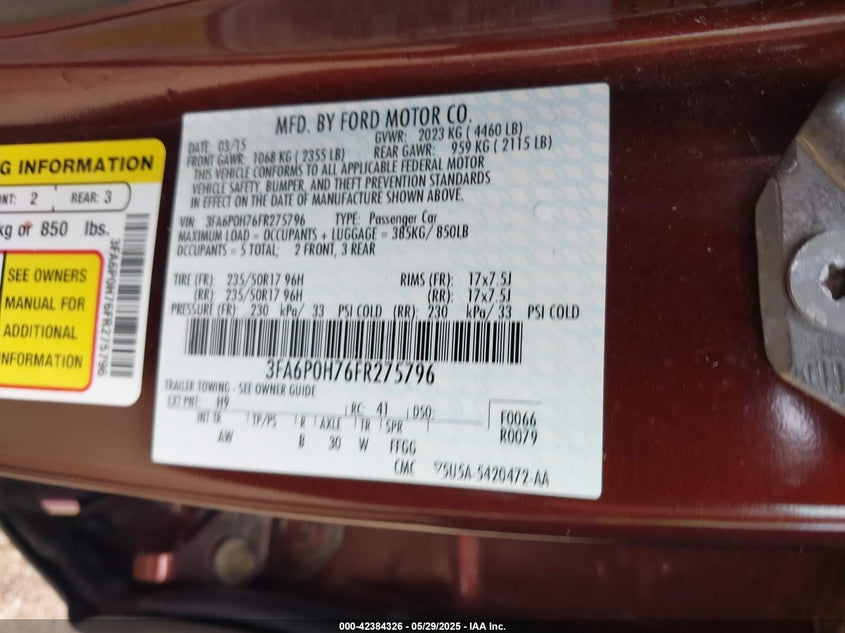 MFD. BY FORD MOTOR CO.
DATE: 03/15 GVWR: 2023 KG ( 4460 LB)
FRONT GAWR: 1068 KG ( 2355 LB) REAR GAWR: 959 KG ( 2115 LB)
THIS VEHICLE CONFORMS TO ALL APPLICABLE FEDERAL MOTOR
VEHICLE SAFETY, BUMPER, AND THEFT PREVENTION STANDARDS
IN EFFECT ON THE DATE OF MANUFACTURE SHOWN ABOVE.
VIN: 3FA6P0H76FR275796 TYPE: Passenger Car
MAXIMUM LOAD = OCCUPANTS + LUGGAGE = 385KG/ 850LB
OCCUPANTS = 5 TOTAL; 2 FRONT, 3 REAR
TIRE (FR): 235/50R17 96H RIMS (FR): 17x7.5J
(RR): 235/50R17 96H (RR): 17x7.5J
PRESSURE (FR): 230 kPa/ 33 PSI COLD (RR): 230 kPa/ 33 PSI COLD
3FA6P0H76FR275796
TRAILER TOWING - SEE OWNER GUIDE
EXT PNT: H9 RC: 41 DSO: F0066
INT TR TP/PS R AXLE TR SPR R0079
AW B 30 W FFGG
CMC 5U5A-5420472-AA
G INFORMATION
NT: 2 REAR: 3
kg or 850 lbs.
SEE OWNERS
MANUAL FOR
ADDITIONAL
INFORMATION
3FA6P0H76FR275796
000-42384326 - 05/29/2025 - IAA Inc.